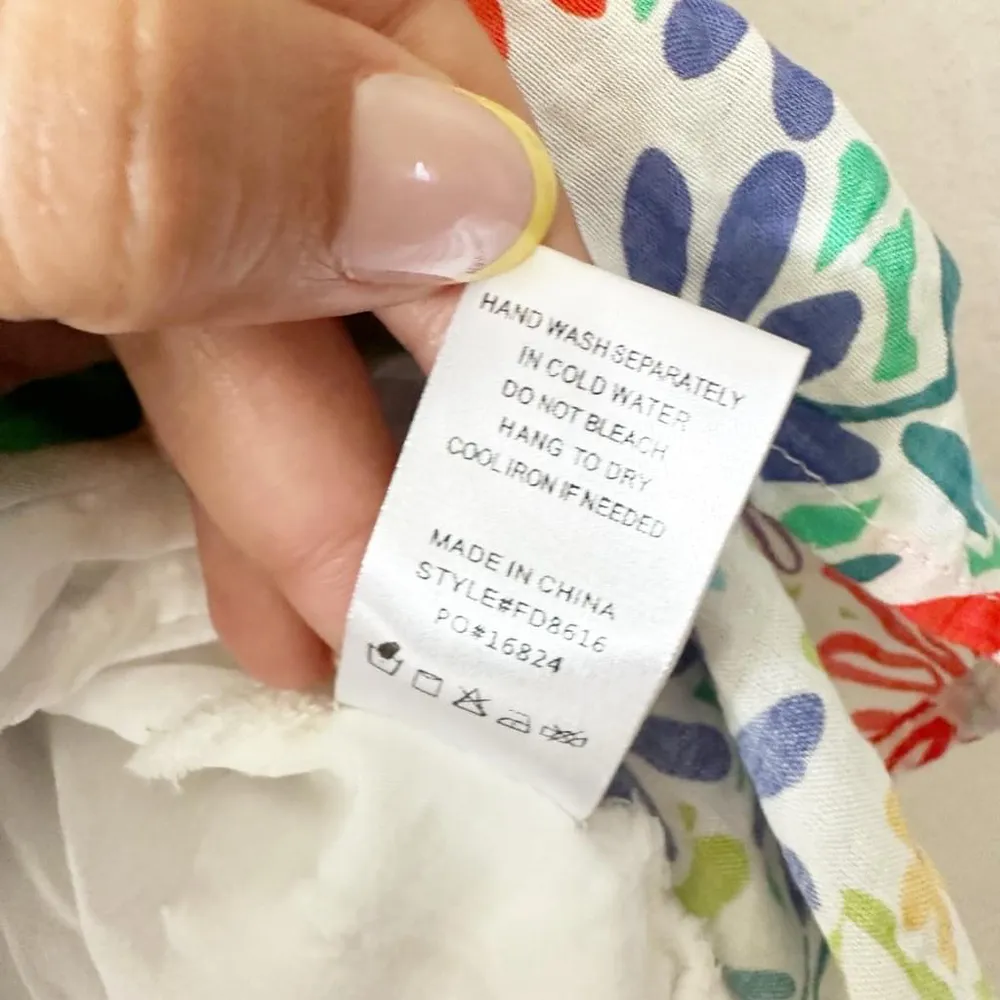 HAND WASH SEPARATELY
IN COLD WATER
DO NOT BLEACH
HANG TO DRY
COOL IRON IF NEEDED
MADE IN CHINA
STYLE#FD8616
PO#16824